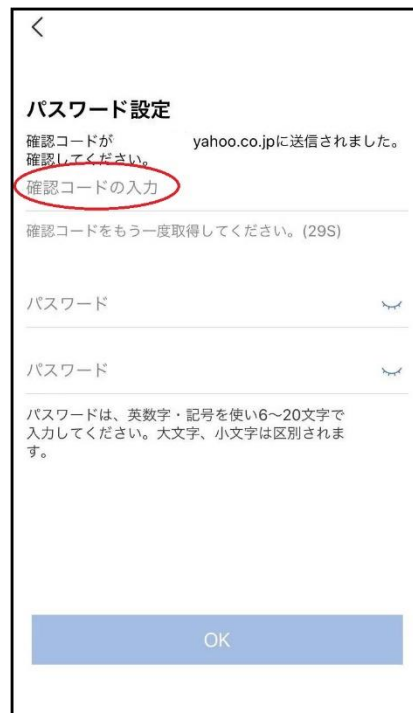 パスワード設定
確認コードが yahoo.co.jpに送信されました。
確認してください。
確認コードの入力
確認コードをもう一度取得してください。(29S)
パスワード
パスワード
パスワードは、英数字・記号を使い6〜20文字で
入力してください。大文字、小文字は区別されま
す。
OK